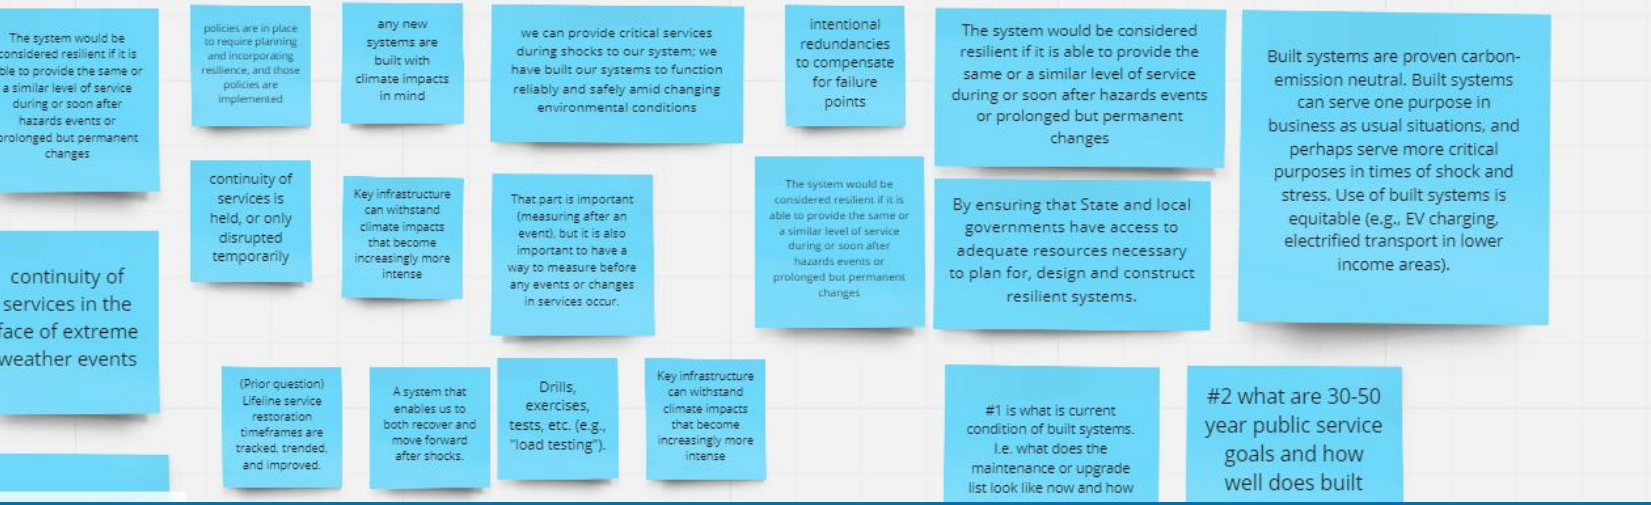 The system would be
considered resilient if it is
able to provide the same or
a similar level of service
during or soon after
hazards events or
prolonged but permanent
changes
policies are in place
to require planning
and incorporating
resilience, and those
policies are
implemented
any new
systems are
built with
climate impacts
in mind
we can provide critical services
during shocks to our system; we
have built our systems to function
reliably and safely amid changing
environmental conditions
intentional
redundancies
to compensate
for failure
points
The system would be considered
resilient if it is able to provide the
same or a similar level of service
during or soon after hazards events
or prolonged but permanent
changes
Built systems are proven carbon-
emission neutral. Built systems
can serve one purpose in
business as usual situations, and
perhaps serve more critical
purposes in times of shock and
stress. Use of built systems is
equitable (e.g., EV charging,
electrified transport in lower
income areas).
continuity of
services is
held, or only
disrupted
temporarily
Key infrastructure
can withstand
climate impacts
that become
increasingly more
intense
That part is important
(measuring after an
event), but it is also
important to have a
way to measure before
any events or changes
in services occur.
The system would be
considered resilient if it is
able to provide the same or
a similar level of service
during or soon after
hazards events or
prolonged but permanent
changes
By ensuring that State and local
governments have access to
adequate resources necessary
to plan for, design and construct
resilient systems.
continuity of
services in the
face of extreme
weather events
(Prior question)
Lifeline service
restoration
timeframes are
tracked, trended,
and improved.
A system that
enables us to
both recover and
move forward
after shocks.
Drills,
exercises,
tests, etc. (e.g.,
"load testing").
Key infrastructure
can withstand
climate impacts
that become
increasingly more
intense
#1 is what is current
condition of built systems.
I.e. what does the
maintenance or upgrade
list look like now and how
#2 what are 30-50
year public service
goals and how
well does built